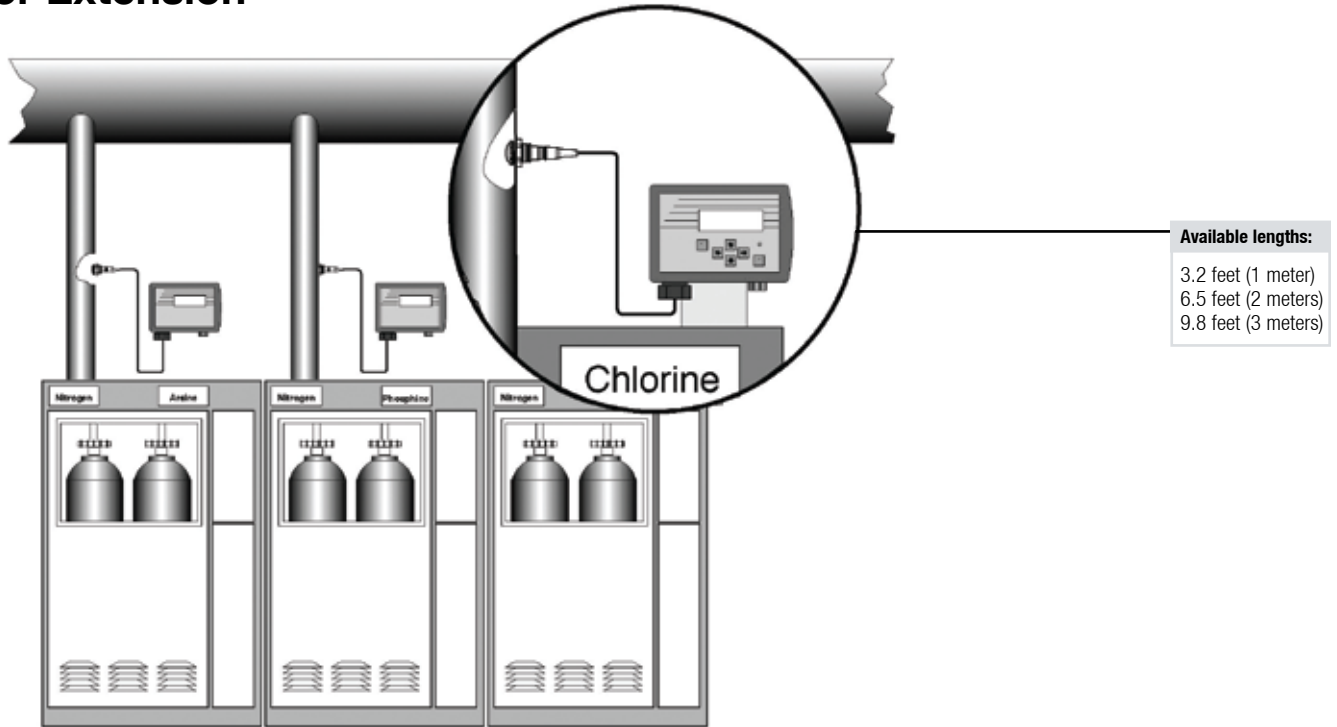 Extension
Chlorine
Available lengths:
3.2 feet (1 meter)
6.5 feet (2 meters)
9.8 feet (3 meters)
Nitrogen Arsine
Nitrogen Phosphine
Nitrogen